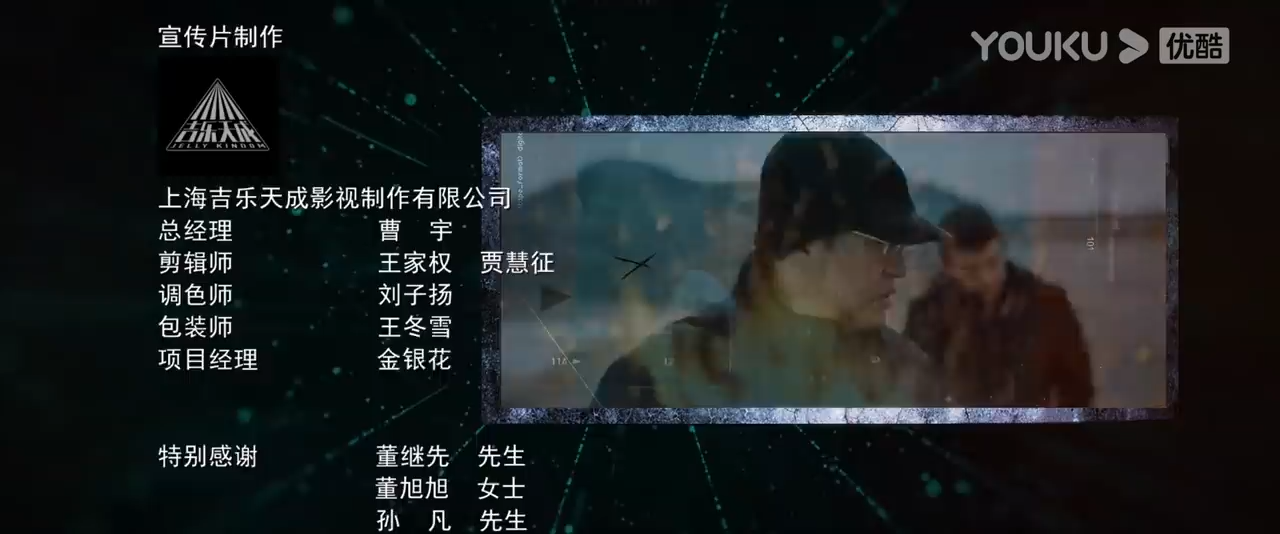 宣传片制作
YOUKU 优酷
吉乐天成
JELLY KINDOM
上海吉乐天成影视制作有限公司
总经理 曹 宇
剪辑师 王家权 贾慧征
调色师 刘子扬
包装师 王冬雪
项目经理 金银花
特别感谢 董继先 先生
董旭旭 女士
孙 凡 先生
101
11A